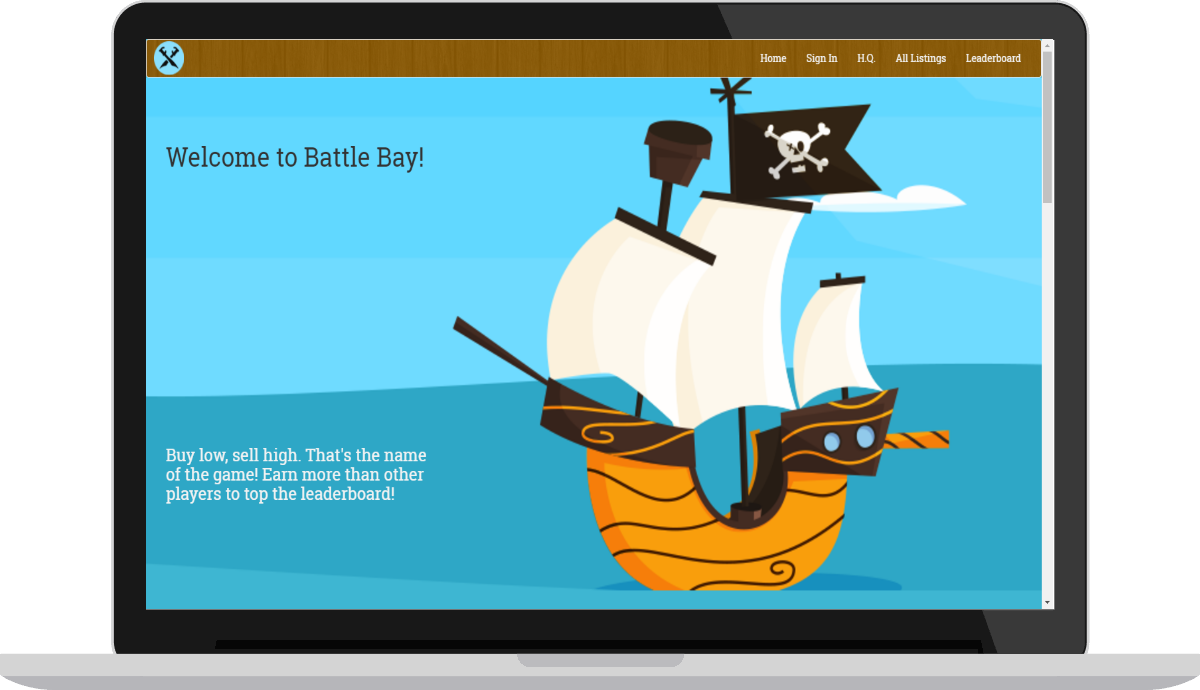 Home Sign In H.Q. All Listings Leaderboard
Welcome to Battle Bay!
Buy low, sell high. That's the name
of the game! Earn more than other
players to top the leaderboard!